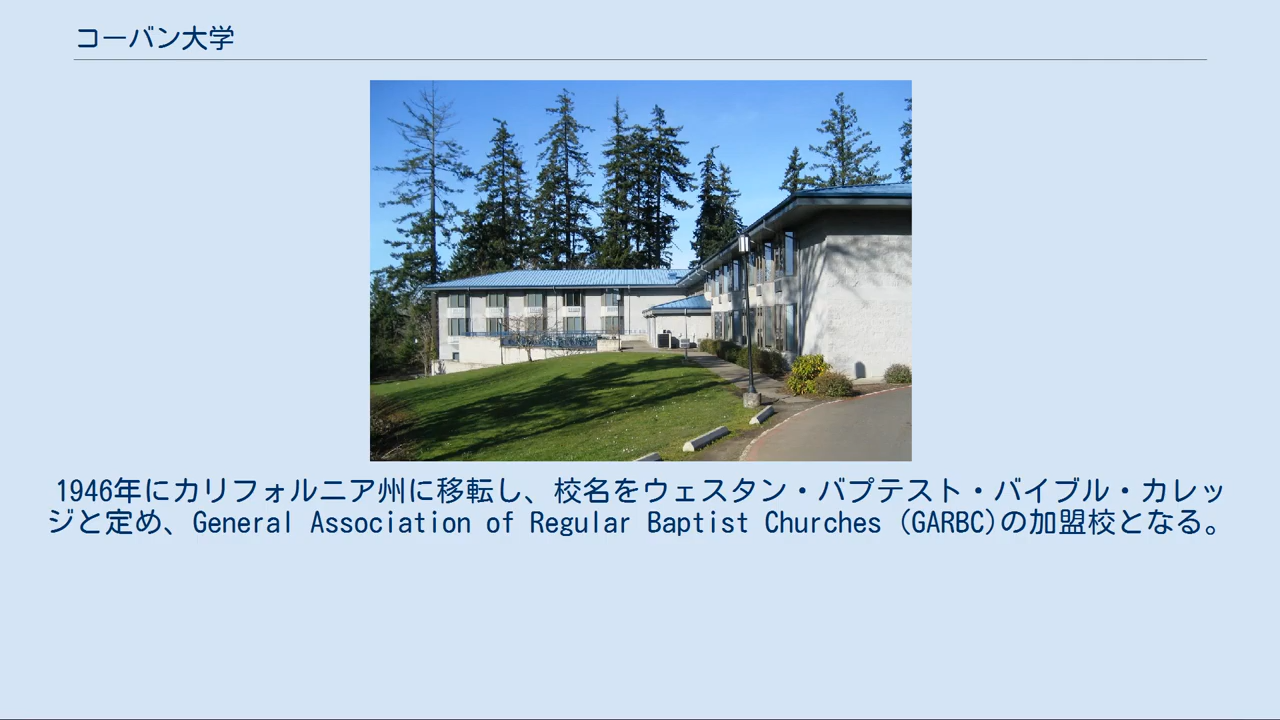 コーバン大学
1946年にカリフォルニア州に移転し、校名をウェスタン・バプテスト・バイブル・カレッ
ジと定め、General Association of Regular Baptist Churches (GARBC)の加盟校となる。